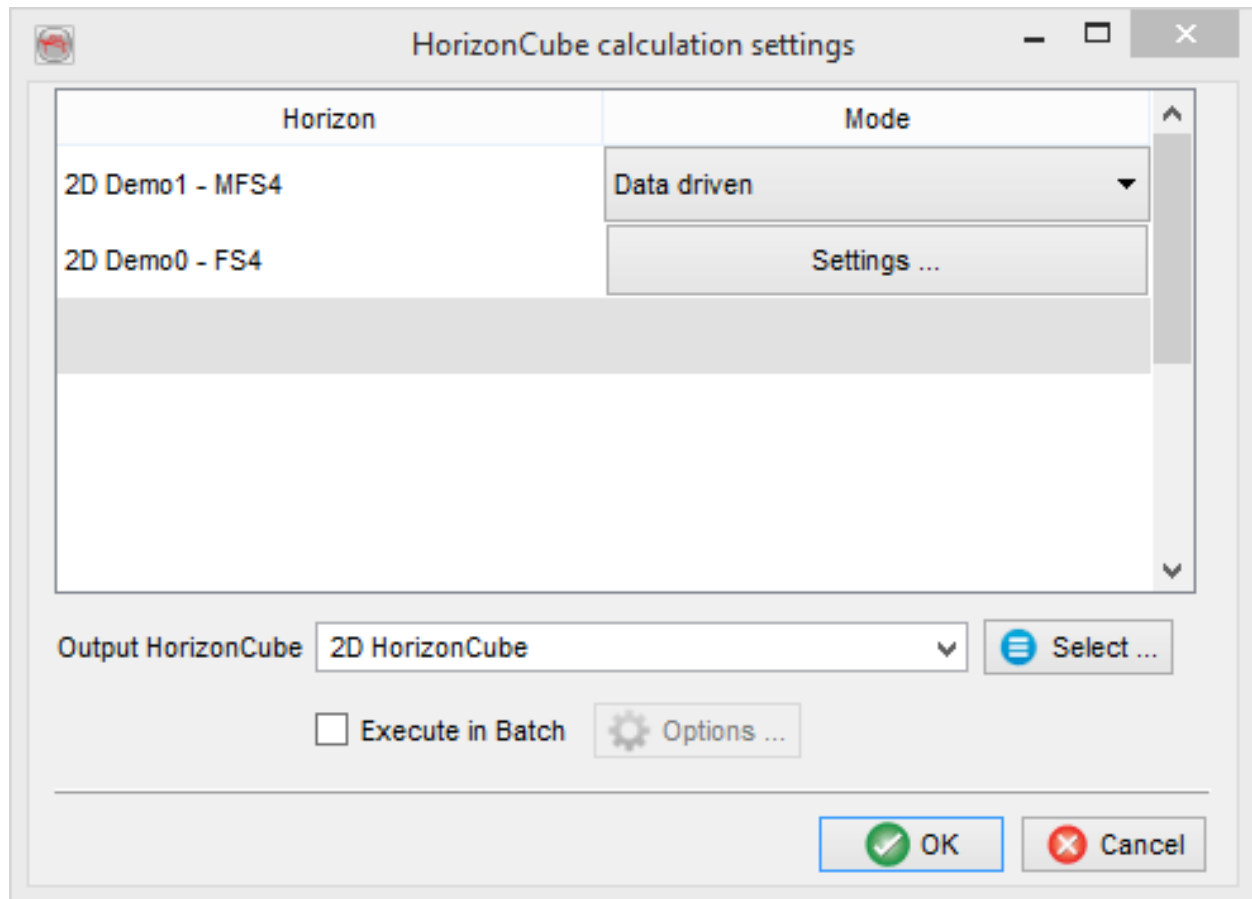 HorizonCube calculation settings
Horizon Mode
2D Demo1 - MFS4 Data driven
2D Demo0 - FS4 Settings ...
Output HorizonCube 2D HorizonCube Select ...
Execute in Batch Options ...
OK Cancel